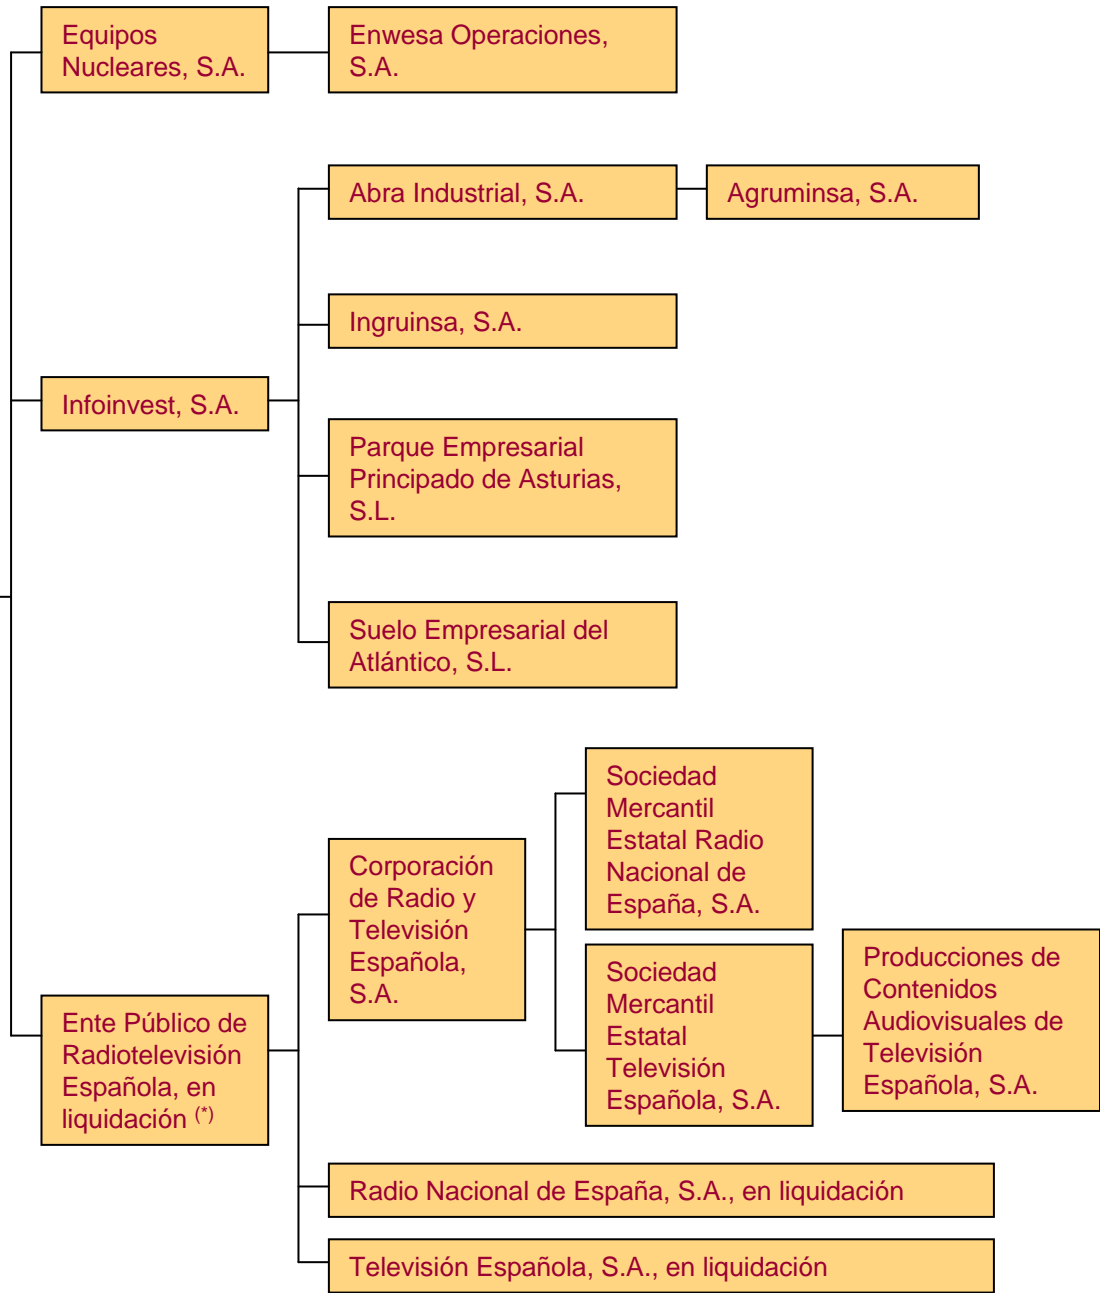 Equipos
Nucleares, S.A.
Enwesa Operaciones,
S.A.
Abra Industrial, S.A.
Agruminsa, S.A.
Ingruinsa, S.A.
Infoinvest, S.A.
Parque Empresarial
Principado de Asturias,
S.L.
Suelo Empresarial del
Atlántico, S.L.
Sociedad
Mercantil
Estatal Radio
Nacional de
España, S.A.
Corporación
de Radio y
Televisión
Española,
S.A.
Sociedad
Mercantil
Estatal
Televisión
Española, S.A.
Producciones de
Contenidos
Audiovisuales de
Televisión
Española, S.A.
Ente Público de
Radiotelevisión
Española, en
liquidación (*)
Radio Nacional de España, S.A., en liquidación
Televisión Española, S.A., en liquidación